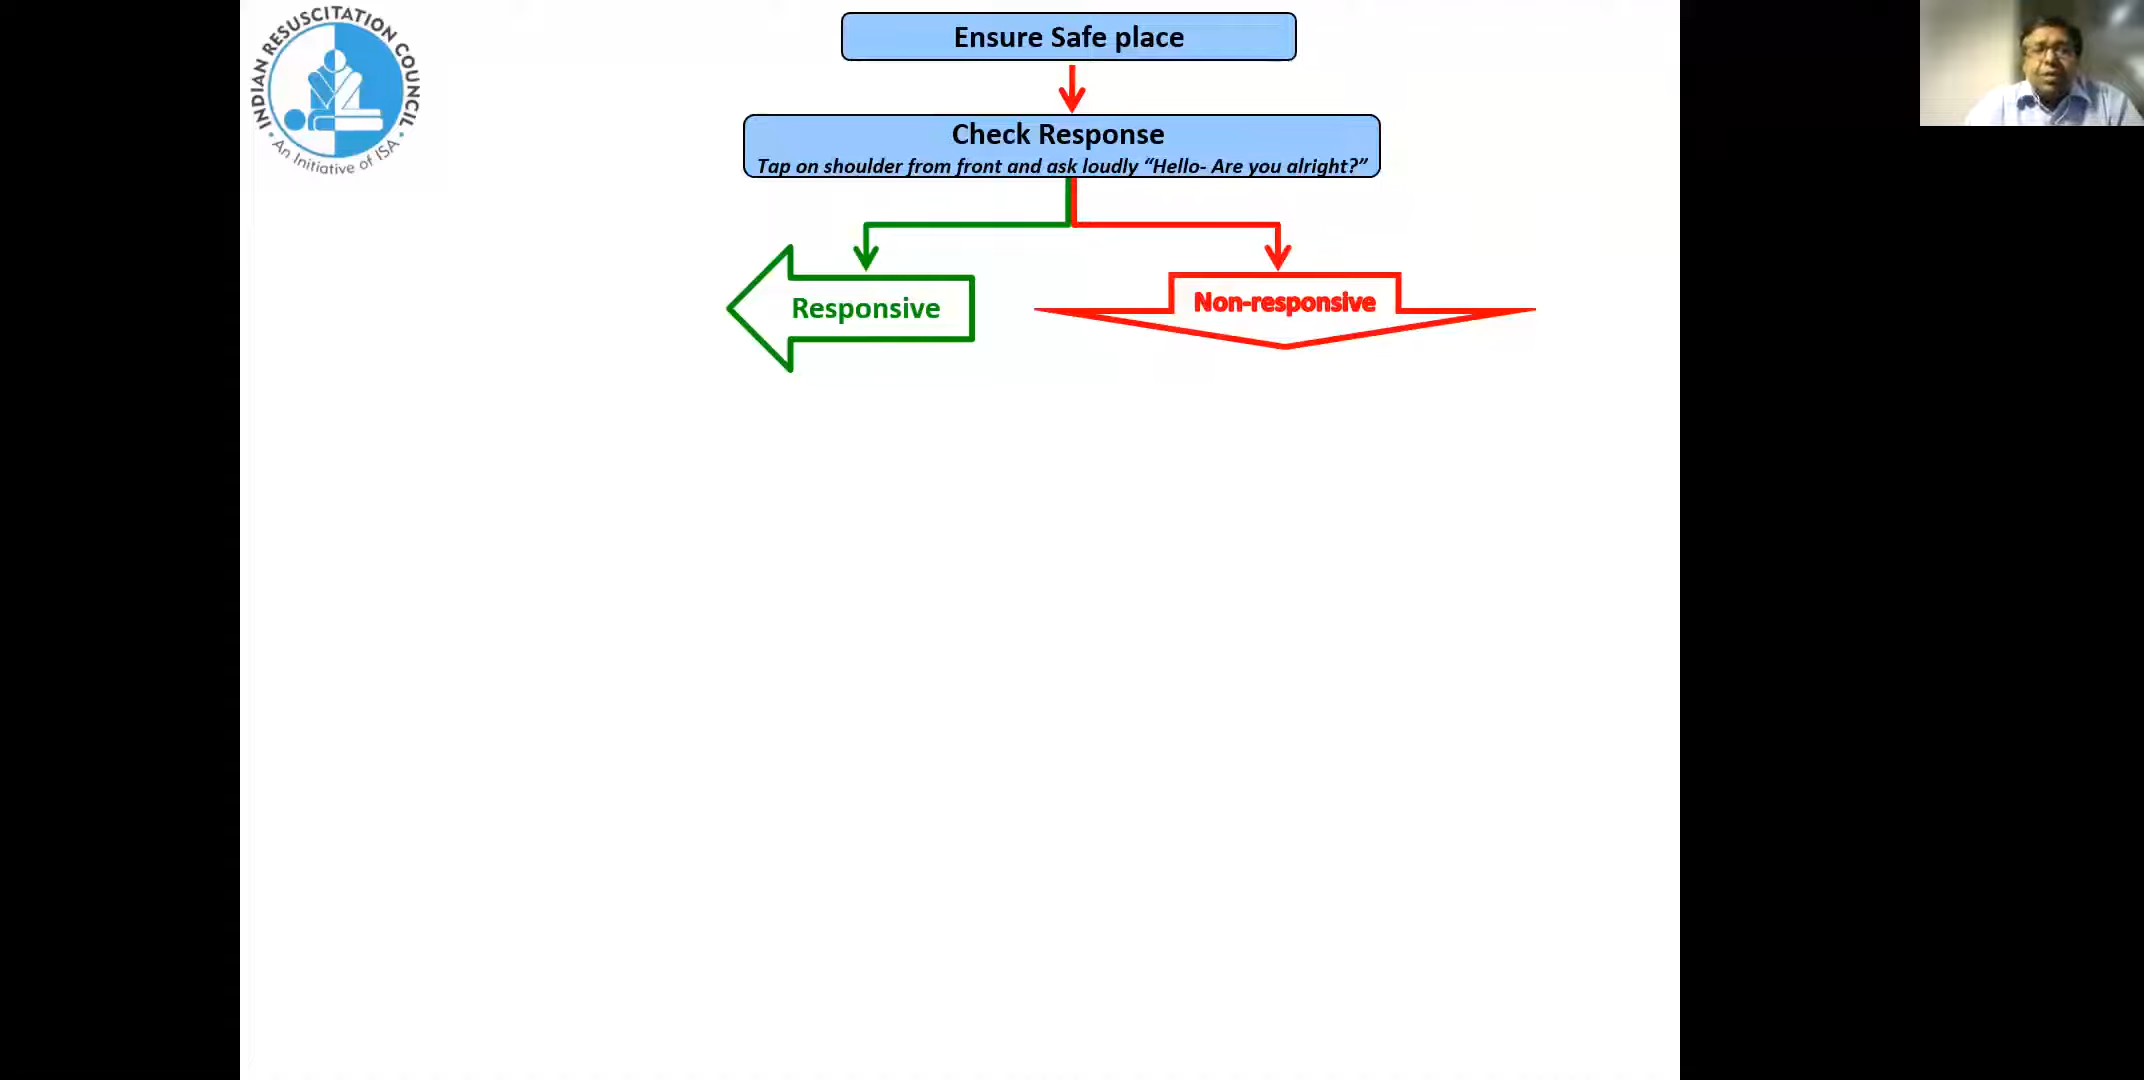 INDIAN RESUSCITATION COUNCIL
An Initiative of ISA
Ensure Safe place
Check Response
Tap on shoulder from front and ask loudly “Hello- Are you alright?”
Responsive
Non-responsive